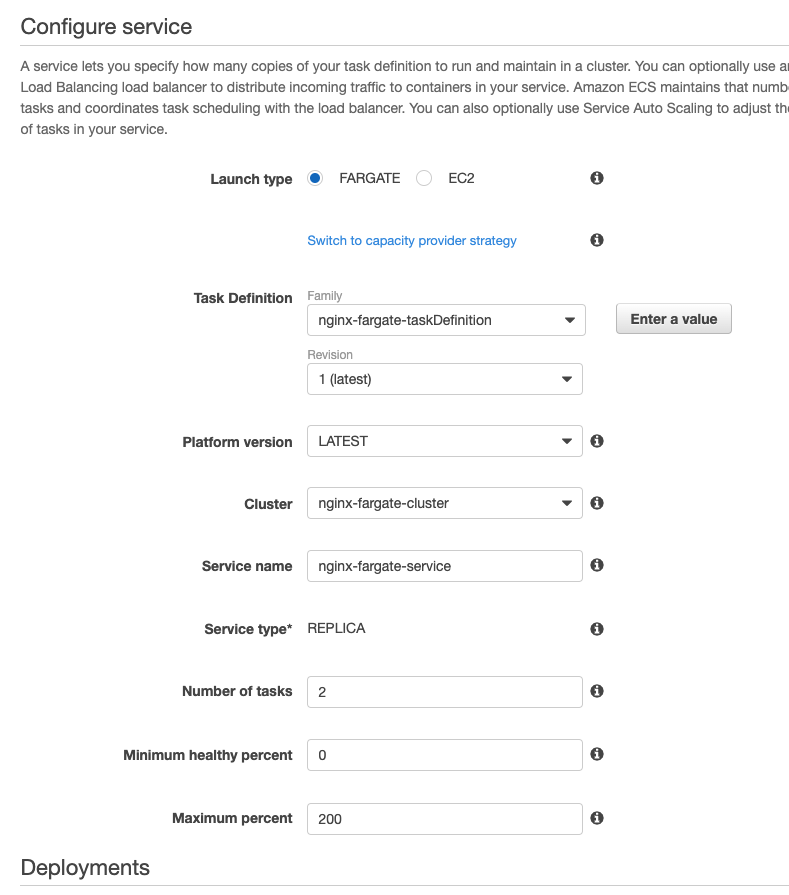 Configure service
A service lets you specify how many copies of your task definition to run and maintain in a cluster. You can optionally use
Load Balancing load balancer to distribute incoming traffic to containers in your service. Amazon ECS maintains that
tasks and coordinates task scheduling with the load balancer. You can also optionally use Service Auto Scaling to adjust
of tasks in your service.
Launch type FARGATE EC2
Switch to capacity provider strategy
Task Definition Family
nginx-fargate-taskDefinition Enter a value
Revision
1 (latest)
Platform version LATEST
Cluster nginx-fargate-cluster
Service name nginx-fargate-service
Service type* REPLICA
Number of tasks 2
Minimum healthy percent 0
Maximum percent 200
Deployments